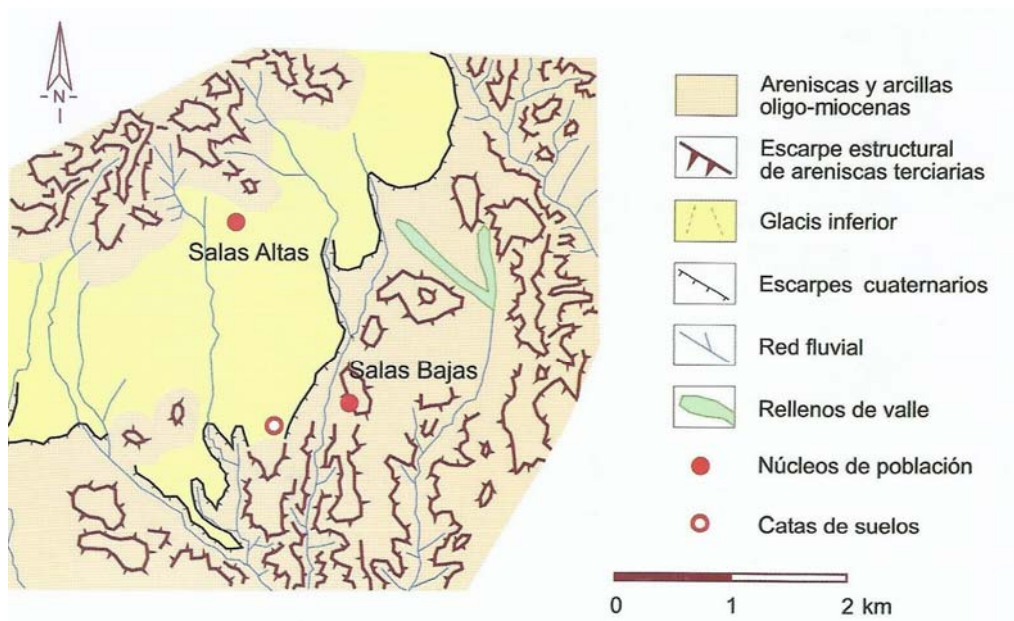 -N-
Salas Altas
Salas Bajas
Areniscas y arcillas
oligo-miocenas
Escarpe estructural
de areniscas terciarias
Glacis inferior
Escarpes cuaternarios
Red fluvial
Rellenos de valle
Núcleos de población
Catas de suelos
0 1 2 km